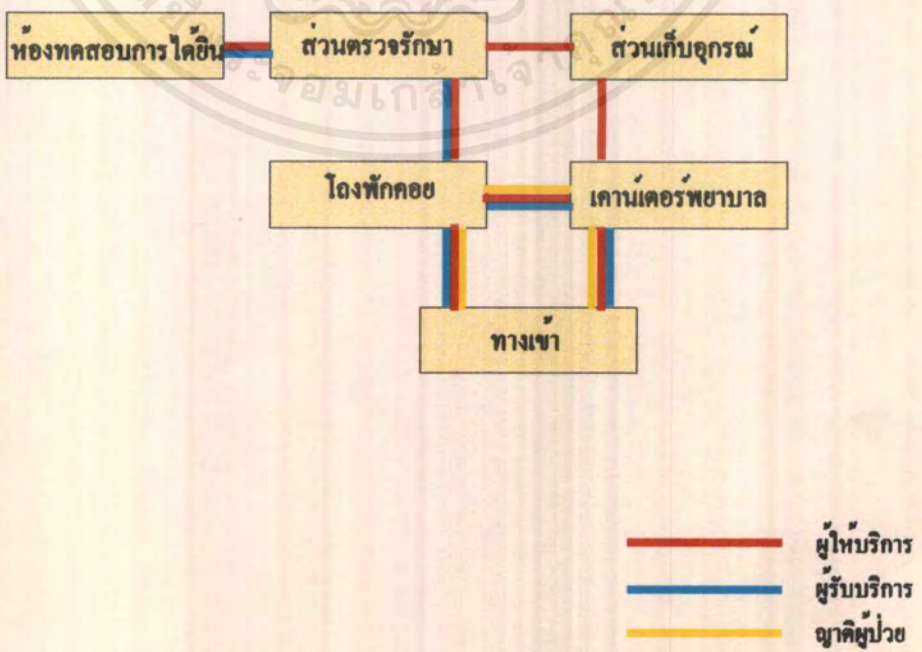 ห้องทดสอบการได้ยิน
ส่วนตรวจรักษา
ส่วนเก็บอุกรณ์
โถงพักคอย
เคาน์เตอร์พยาบาล
ทางเข้า
ผู้ให้บริการ
ผู้รับบริการ
ญาติผู้ป่วย